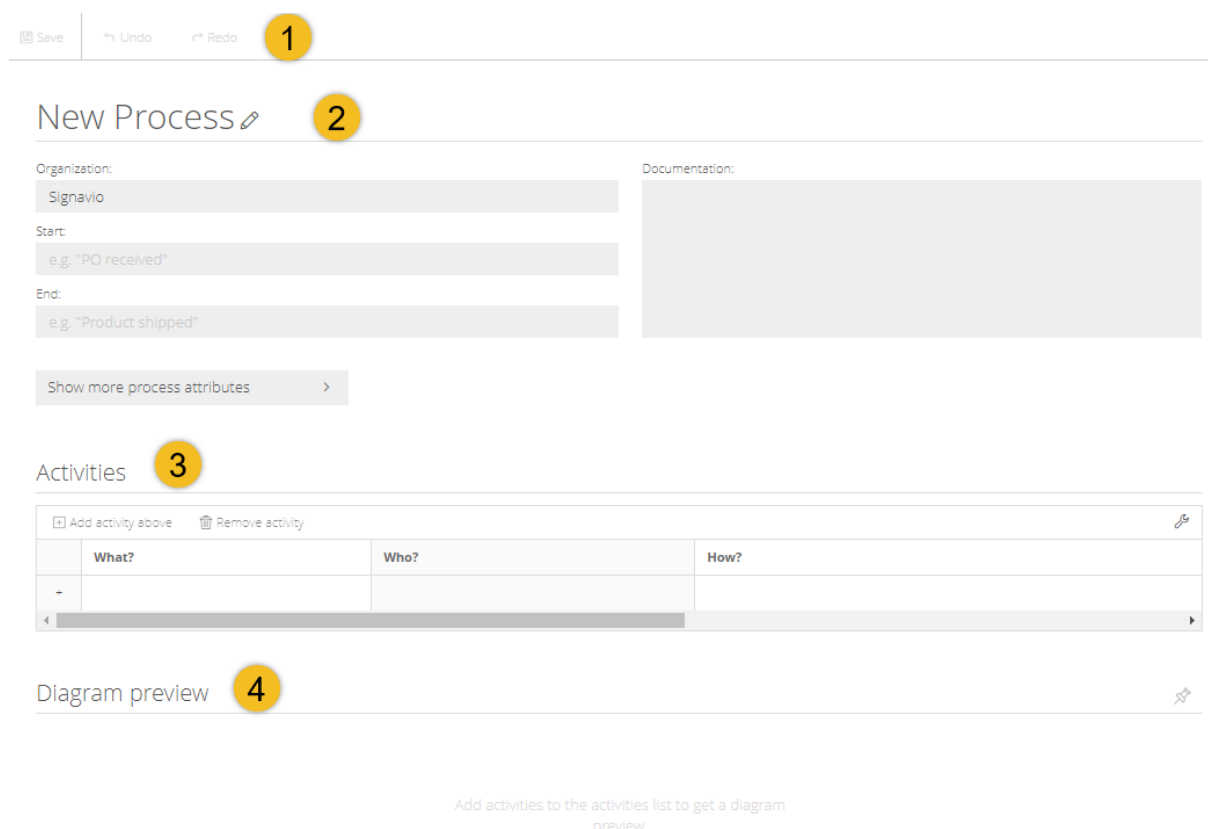 Save Undo Redo 1
New Process 2
Organization:
Signavio
Start:
e.g. "PO received"
End:
e.g. "Product shipped"
Documentation:
Show more process attributes >
Activities 3
Add activity above Remove activity
What? Who? How?
+
Diagram preview 4
Add activities to the activities list to get a diagram
preview